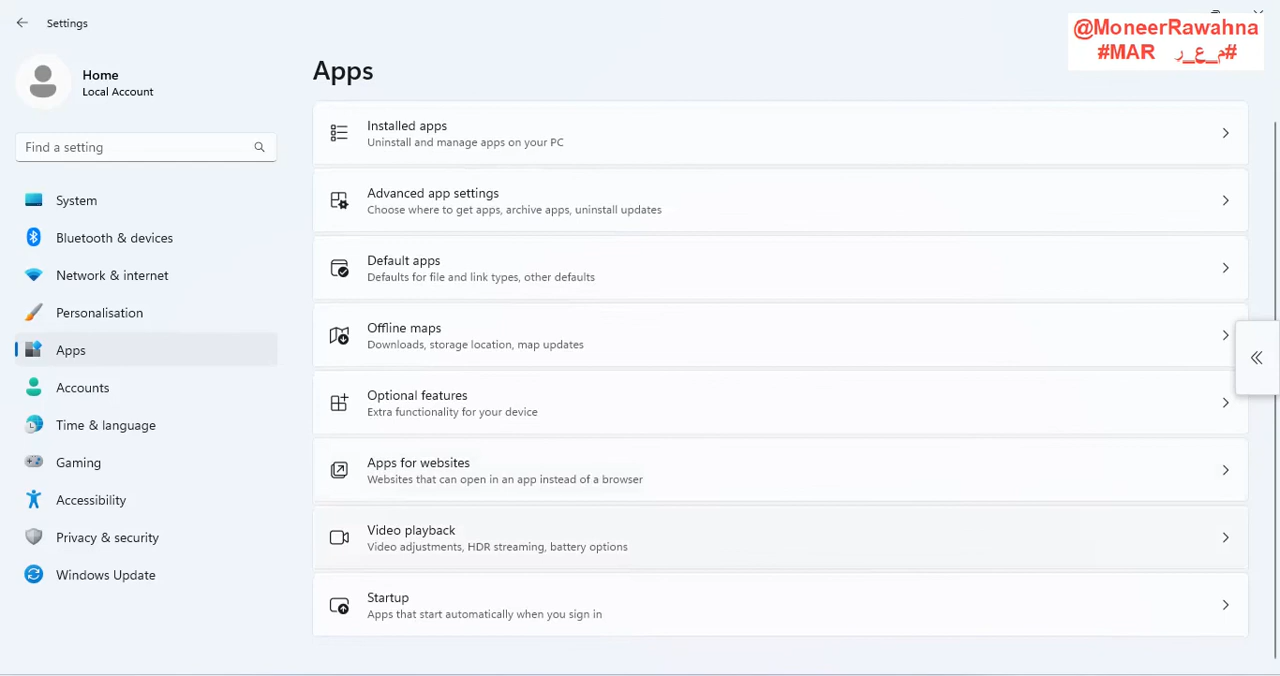 Settings
@MoneerRawahna
#MAR #م_ع_ر
Home
Local Account
Find a setting
System
Bluetooth & devices
Network & internet
Personalisation
Apps
Accounts
Time & language
Gaming
Accessibility
Privacy & security
Windows Update
Apps
Installed apps
Uninstall and manage apps on your PC
Advanced app settings
Choose where to get apps, archive apps, uninstall updates
Default apps
Defaults for file and link types, other defaults
Offline maps
Downloads, storage location, map updates
Optional features
Extra functionality for your device
Apps for websites
Websites that can open in an app instead of a browser
Video playback
Video adjustments, HDR streaming, battery options
Startup
Apps that start automatically when you sign in